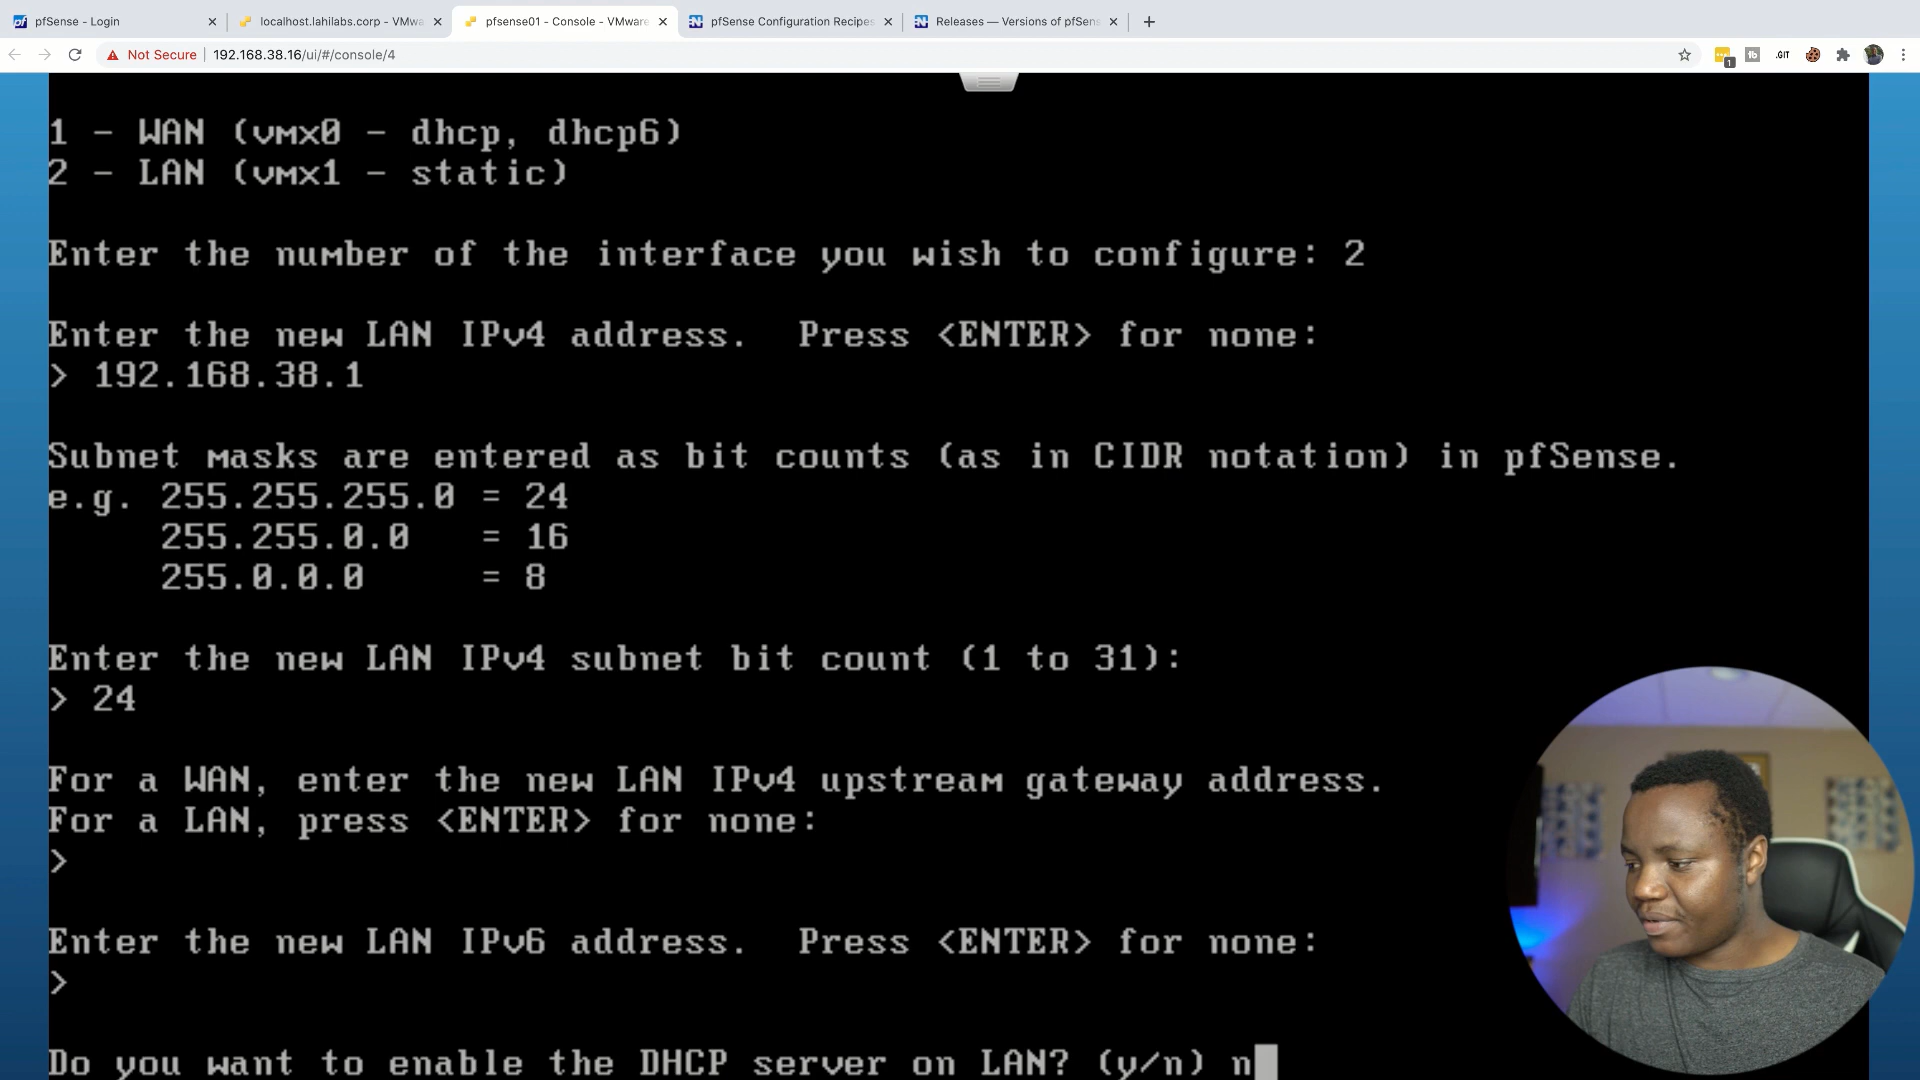 pfSense - Login
localhost.lahilabs.corp - VMwa
pfsense01 - Console - VMware
pfSense Configuration Recipes
Releases — Versions of pfSens
Not Secure
192.168.38.16/ui/#/console/4
1
fb
.GIT
1 - WAN (vmx0 - dhcp, dhcp6)
2 - LAN (vmx1 - static)
Enter the number of the interface you wish to configure: 2
Enter the new LAN IPv4 address.  Press <ENTER> for none:
> 192.168.38.1
Subnet masks are entered as bit counts (as in CIDR notation) in pfSense.
e.g. 255.255.255.0 = 24
255.255.0.0   = 16
255.0.0.0     = 8
Enter the new LAN IPv4 subnet bit count (1 to 31):
> 24
For a WAN, enter the new LAN IPv4 upstream gateway address.
For a LAN, press <ENTER> for none:
>
Enter the new LAN IPv6 address.  Press <ENTER> for none:
>
Do you want to enable the DHCP server on LAN? (y/n) n